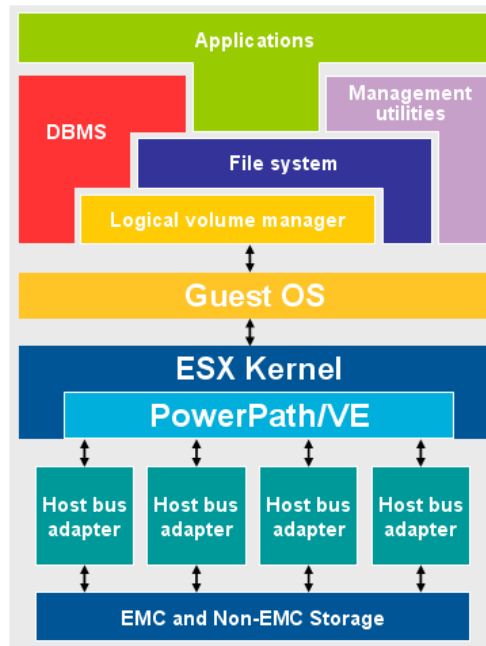 Applications
DBMS
Management
utilities
File system
Logical volume manager
Guest OS
ESX Kernel
PowerPath/VE
Host bus
adapter
Host bus
adapter
Host bus
adapter
Host bus
adapter
EMC and Non-EMC Storage